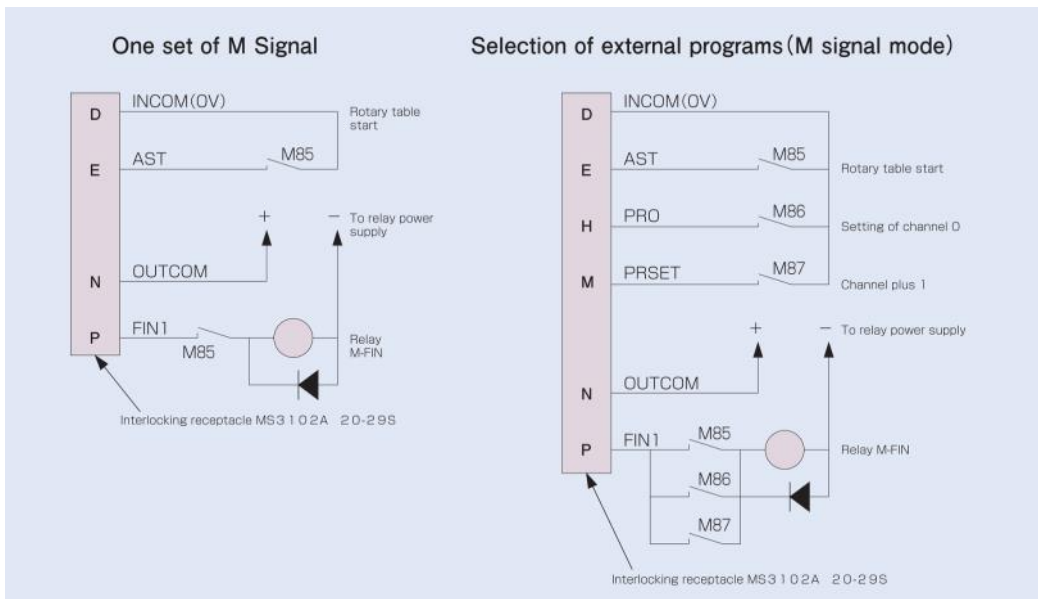 One set of M Signal
D
INCOM(0V)
Rotary table
start
E
AST
M85
+
−
To relay power
supply
N
OUTCOM
P
FIN1
M85
Relay
M-FIN
Interlocking receptacle MS3102A 20-29S
Selection of external programs(M signal mode)
D
INCOM(0V)
E
AST
M85
Rotary table start
H
PRO
M86
Setting of channel 0
M
PRSET
M87
Channel plus 1
+
−
To relay power supply
N
OUTCOM
P
FIN1
M85
Relay M-FIN
M86
M87
Interlocking receptacle MS3102A 20-29S